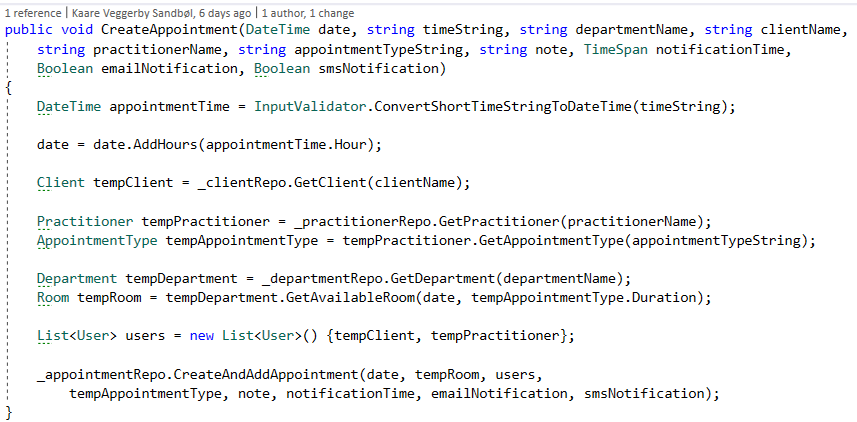 1 reference | Kaare Veggerby Sandbøl, 6 days ago | 1 author, 1 change
public void CreateAppointment(DateTime date, string timeString, string departmentName, string clientName,
    string practitionerName, string appointmentTypeString, string note, TimeSpan notificationTime,
    Boolean emailNotification, Boolean smsNotification)
{
    DateTime appointmentTime = InputValidator.ConvertShortTimeStringToDateTime(timeString);
    date = date.AddHours(appointmentTime.Hour);
    Client tempClient = _clientRepo.GetClient(clientName);
    Practitioner tempPractitioner = _practitionerRepo.GetPractitioner(practitionerName);
    AppointmentType tempAppointmentType = tempPractitioner.GetAppointmentType(appointmentTypeString);
    Department tempDepartment = _departmentRepo.GetDepartment(departmentName);
    Room tempRoom = tempDepartment.GetAvailableRoom(date, tempAppointmentType.Duration);
    List<User> users = new List<User>() {tempClient, tempPractitioner};
    _appointmentRepo.CreateAndAddAppointment(date, tempRoom, users,
        tempAppointmentType, note, notificationTime, emailNotification, smsNotification);
}